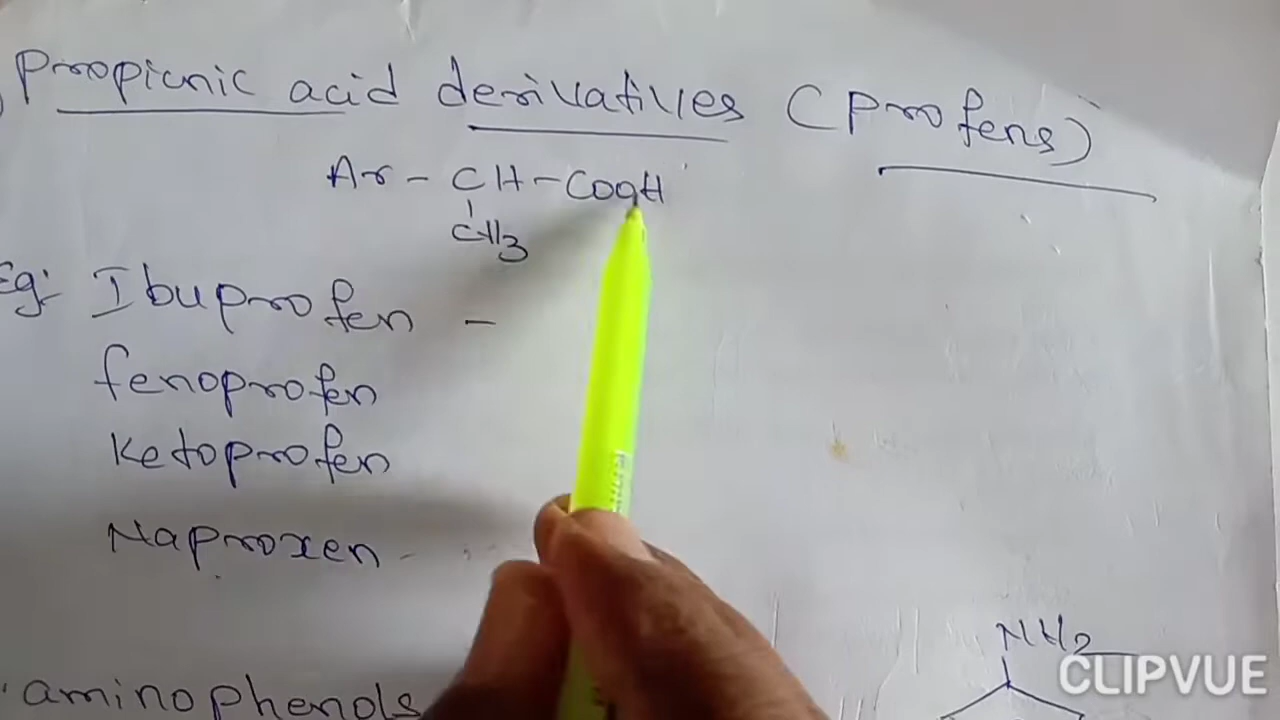 Propionic acid derivatives (Profens)
Ar - CH - COOH
CH3
Eg: Ibuprofen -
fenoprofen
Ketoprofen
Naproxen -
aminophenols
NH2
CLIPVUE